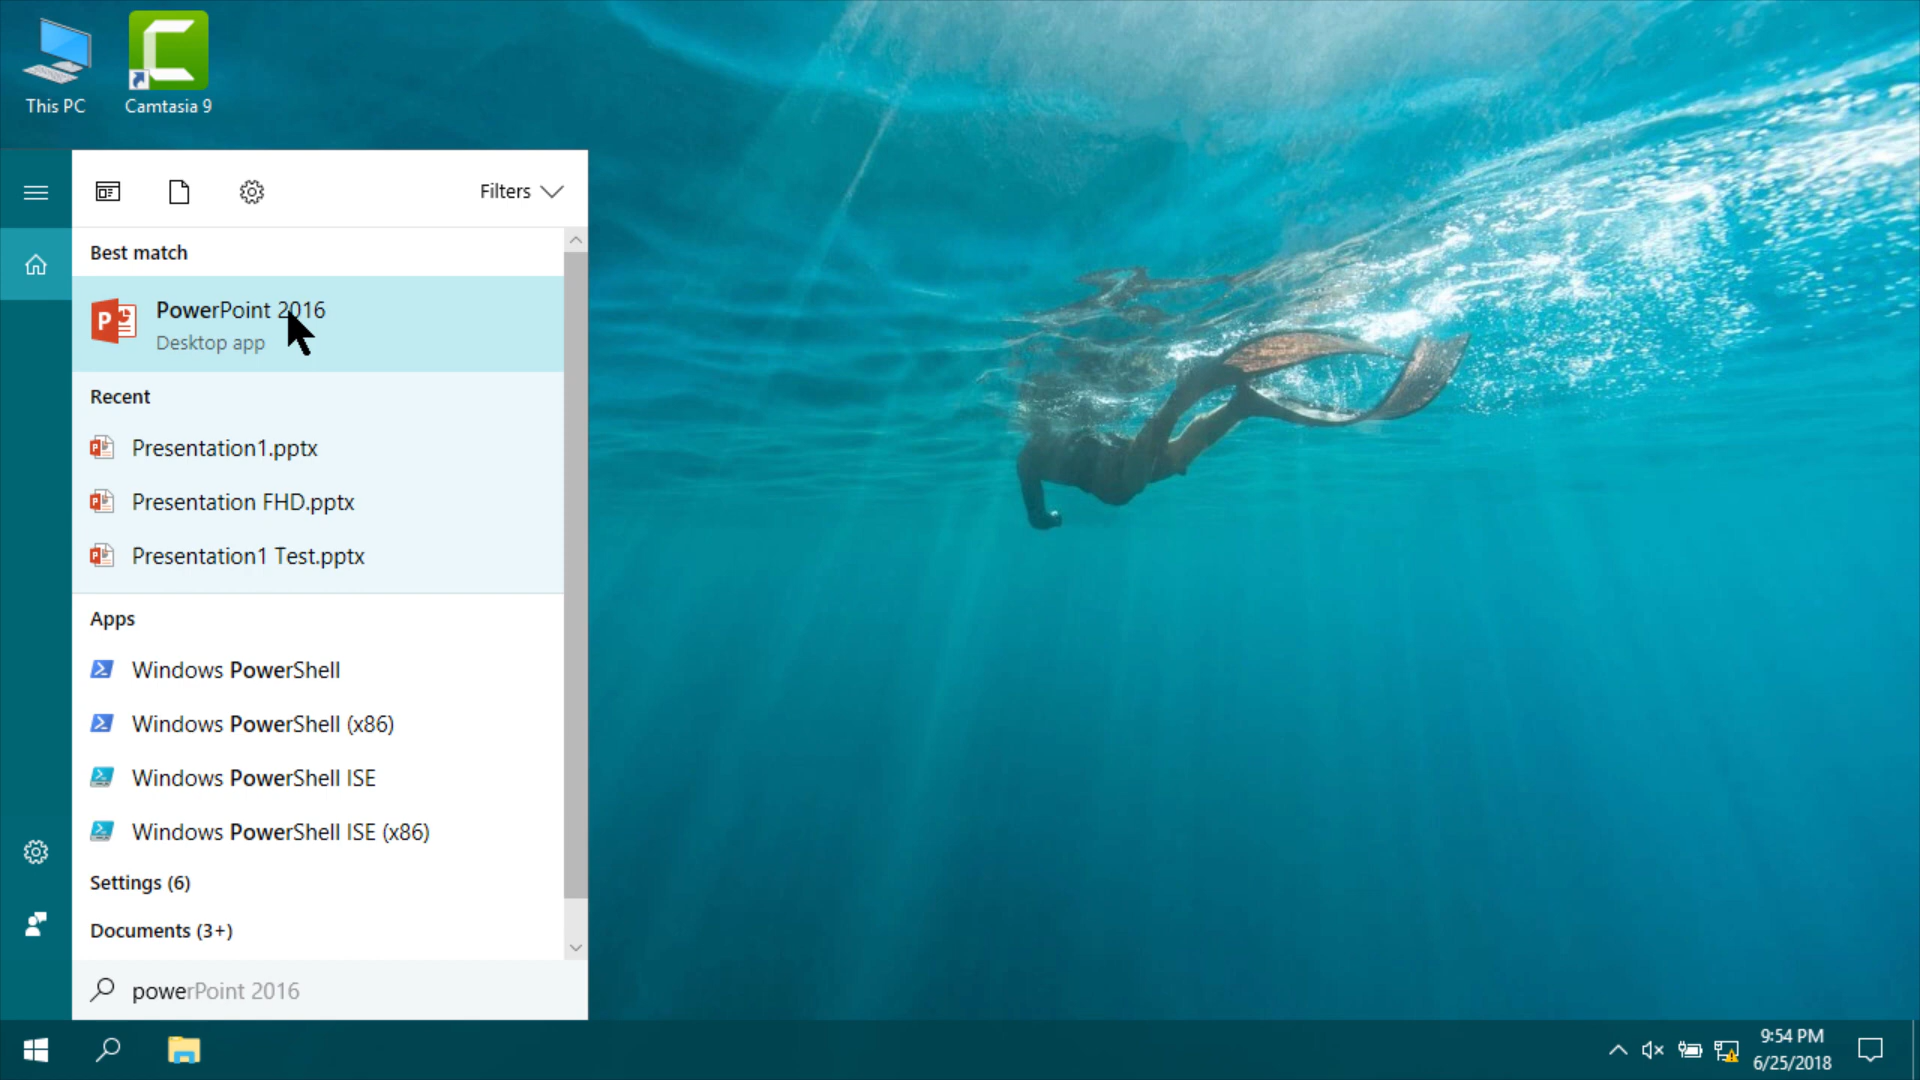 This PC
Camtasia 9
Filters
Best match
PowerPoint 2016
Desktop app
Recent
Presentation1.pptx
Presentation FHD.pptx
Presentation1 Test.pptx
Apps
Windows PowerShell
Windows PowerShell (x86)
Windows PowerShell ISE
Windows PowerShell ISE (x86)
Settings (6)
Documents (3+)
powerPoint 2016
9:54 PM
6/25/2018